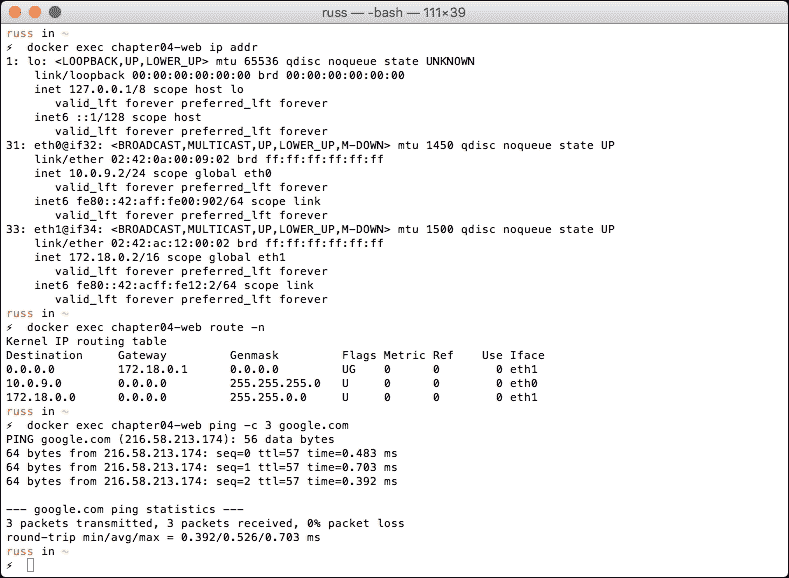 russ — -bash — 111×39
russ in ~
⚡ docker exec chapter04-web ip addr
1: lo: <LOOPBACK,UP,LOWER_UP> mtu 65536 qdisc noqueue state UNKNOWN
    link/loopback 00:00:00:00:00:00 brd 00:00:00:00:00:00
    inet 127.0.0.1/8 scope host lo
       valid_lft forever preferred_lft forever
    inet6 ::1/128 scope host
       valid_lft forever preferred_lft forever
31: eth0@if32: <BROADCAST,MULTICAST,UP,LOWER_UP,M-DOWN> mtu 1450 qdisc noqueue state UP
    link/ether 02:42:0a:00:09:02 brd ff:ff:ff:ff:ff:ff
    inet 10.0.9.2/24 scope global eth0
       valid_lft forever preferred_lft forever
    inet6 fe80::42:aff:fe00:902/64 scope link
       valid_lft forever preferred_lft forever
33: eth1@if34: <BROADCAST,MULTICAST,UP,LOWER_UP,M-DOWN> mtu 1500 qdisc noqueue state UP
    link/ether 02:42:ac:12:00:02 brd ff:ff:ff:ff:ff:ff
    inet 172.18.0.2/16 scope global eth1
       valid_lft forever preferred_lft forever
    inet6 fe80::42:acff:fe12:2/64 scope link
       valid_lft forever preferred_lft forever
russ in ~
⚡ docker exec chapter04-web route -n
Kernel IP routing table
Destination     Gateway         Genmask         Flags Metric Ref    Use Iface
0.0.0.0         172.18.0.1      0.0.0.0         UG    0      0        0 eth1
10.0.9.0        0.0.0.0         255.255.255.0   U     0      0        0 eth0
172.18.0.0      0.0.0.0         255.255.0.0     U     0      0        0 eth1
russ in ~
⚡ docker exec chapter04-web ping -c 3 google.com
PING google.com (216.58.213.174): 56 data bytes
64 bytes from 216.58.213.174: seq=0 ttl=57 time=0.483 ms
64 bytes from 216.58.213.174: seq=1 ttl=57 time=0.703 ms
64 bytes from 216.58.213.174: seq=2 ttl=57 time=0.392 ms
--- google.com ping statistics ---
3 packets transmitted, 3 packets received, 0% packet loss
round-trip min/avg/max = 0.392/0.526/0.703 ms
russ in ~
⚡